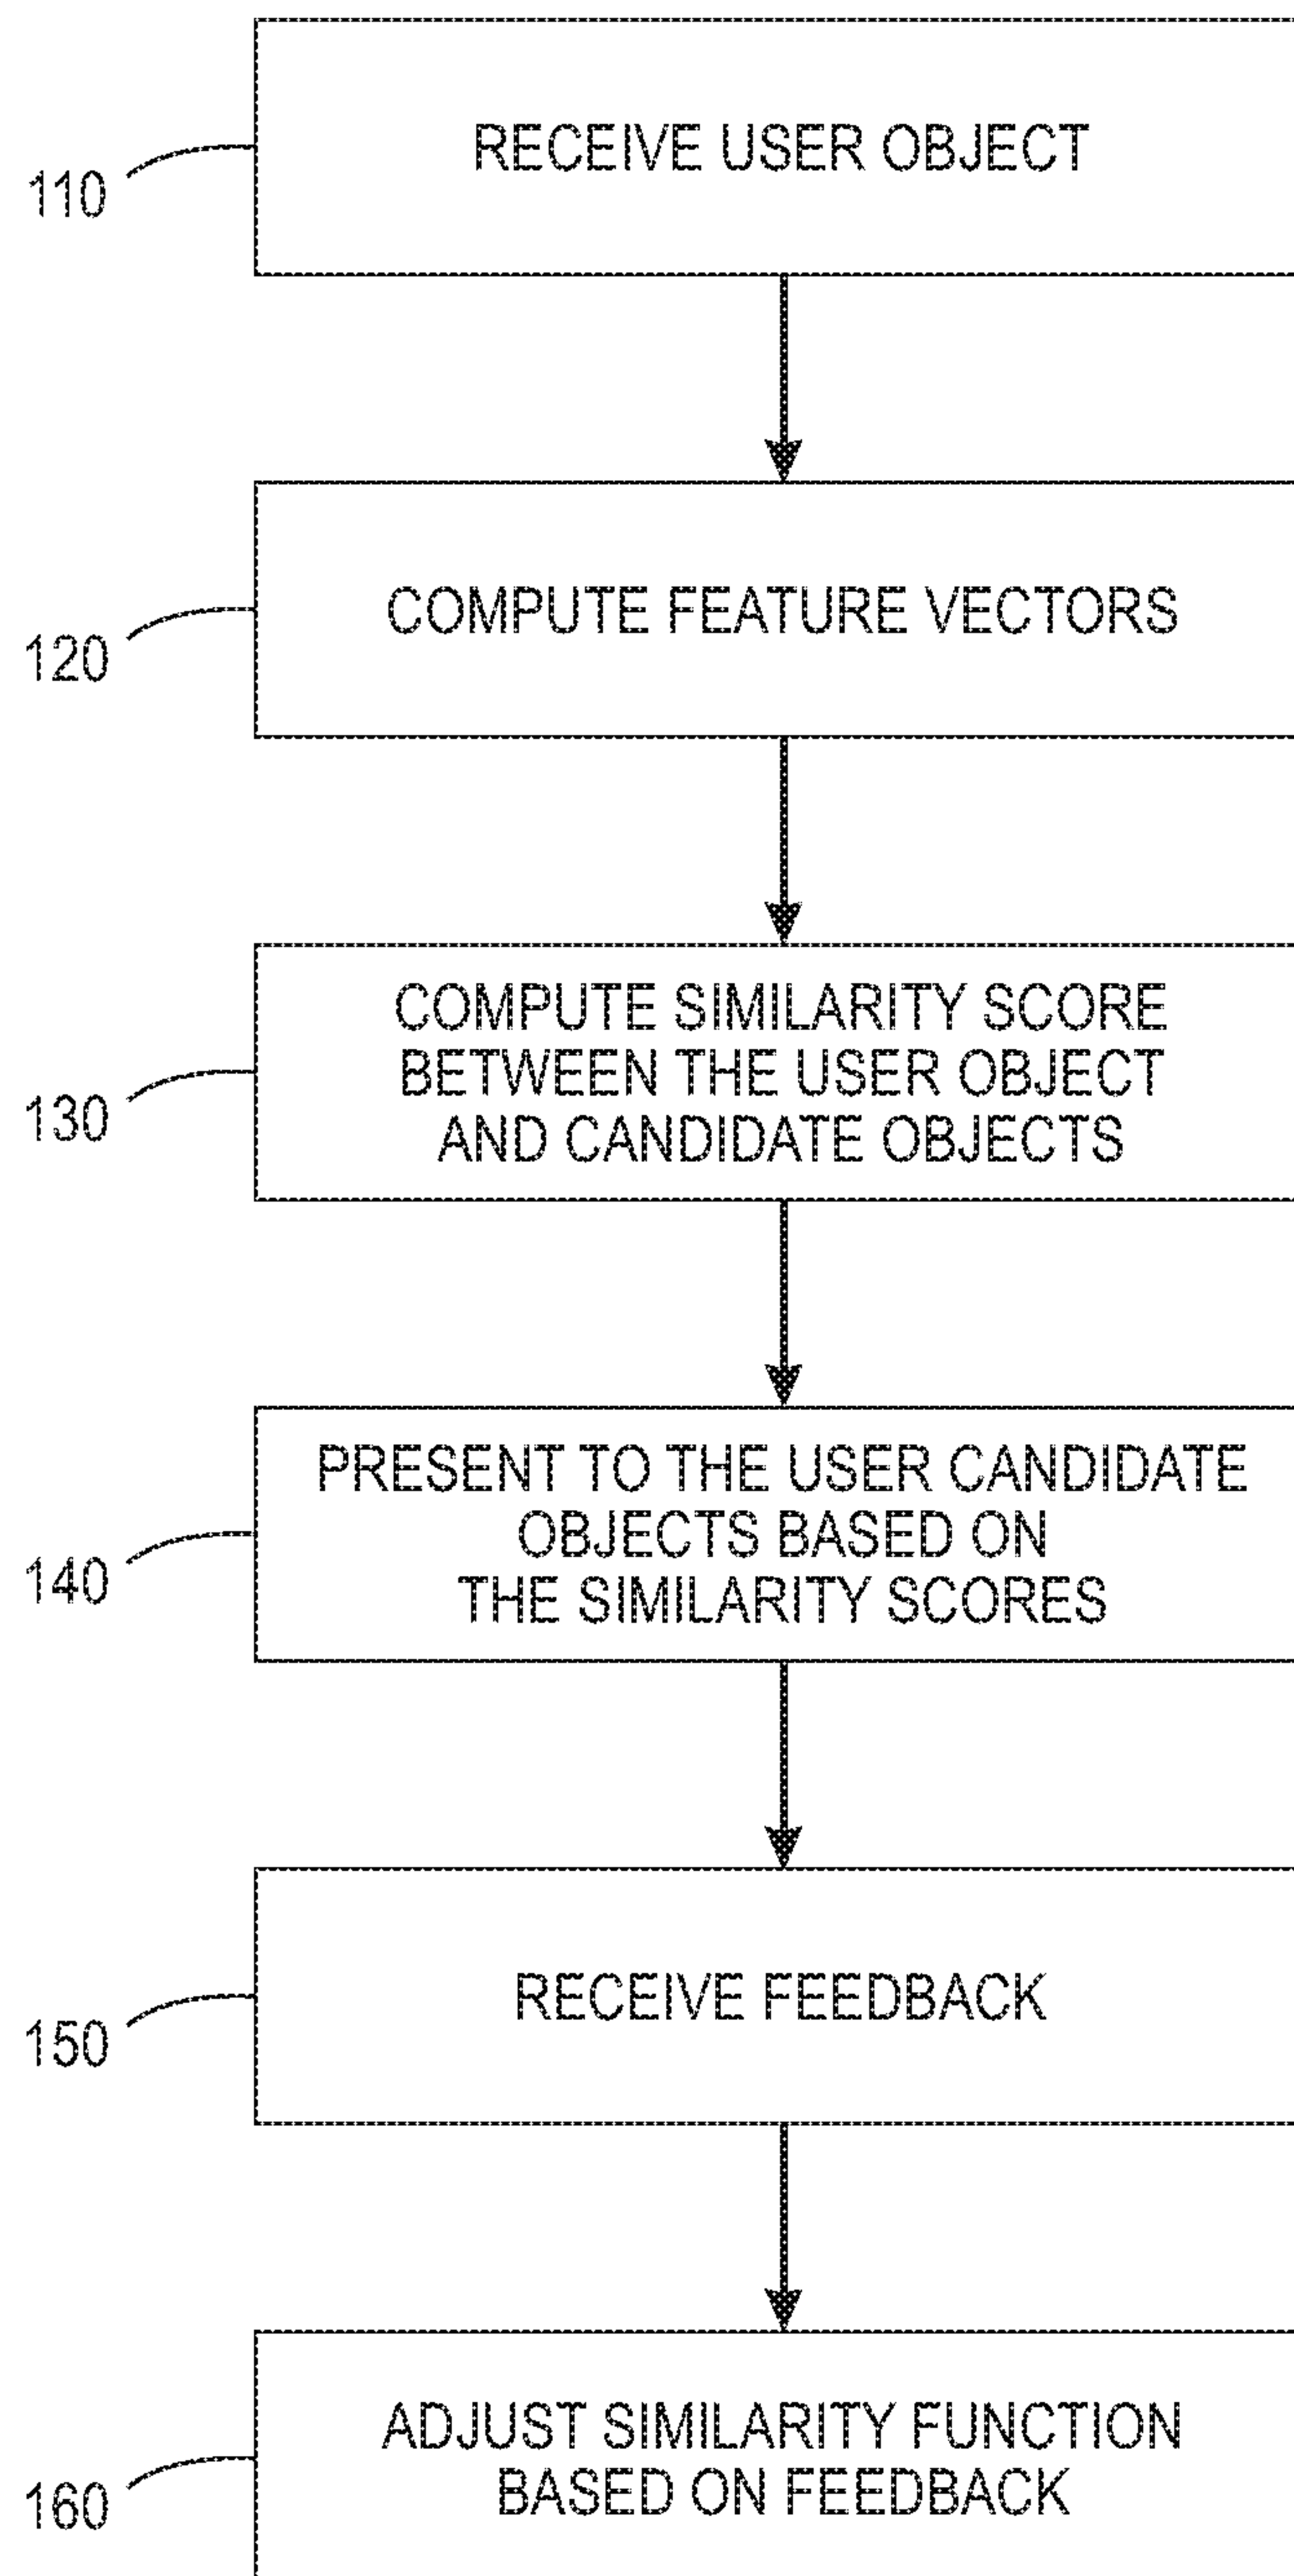 RECEIVE USER OBJECT
110
COMPUTE FEATURE VECTORS
120
COMPUTE SIMILARITY SCORE
BETWEEN THE USER OBJECT
AND CANDIDATE OBJECTS
130
PRESENT TO THE USER CANDIDATE
OBJECTS BASED ON
THE SIMILARITY SCORES
140
RECEIVE FEEDBACK
150
ADJUST SIMILARITY FUNCTION
BASED ON FEEDBACK
160